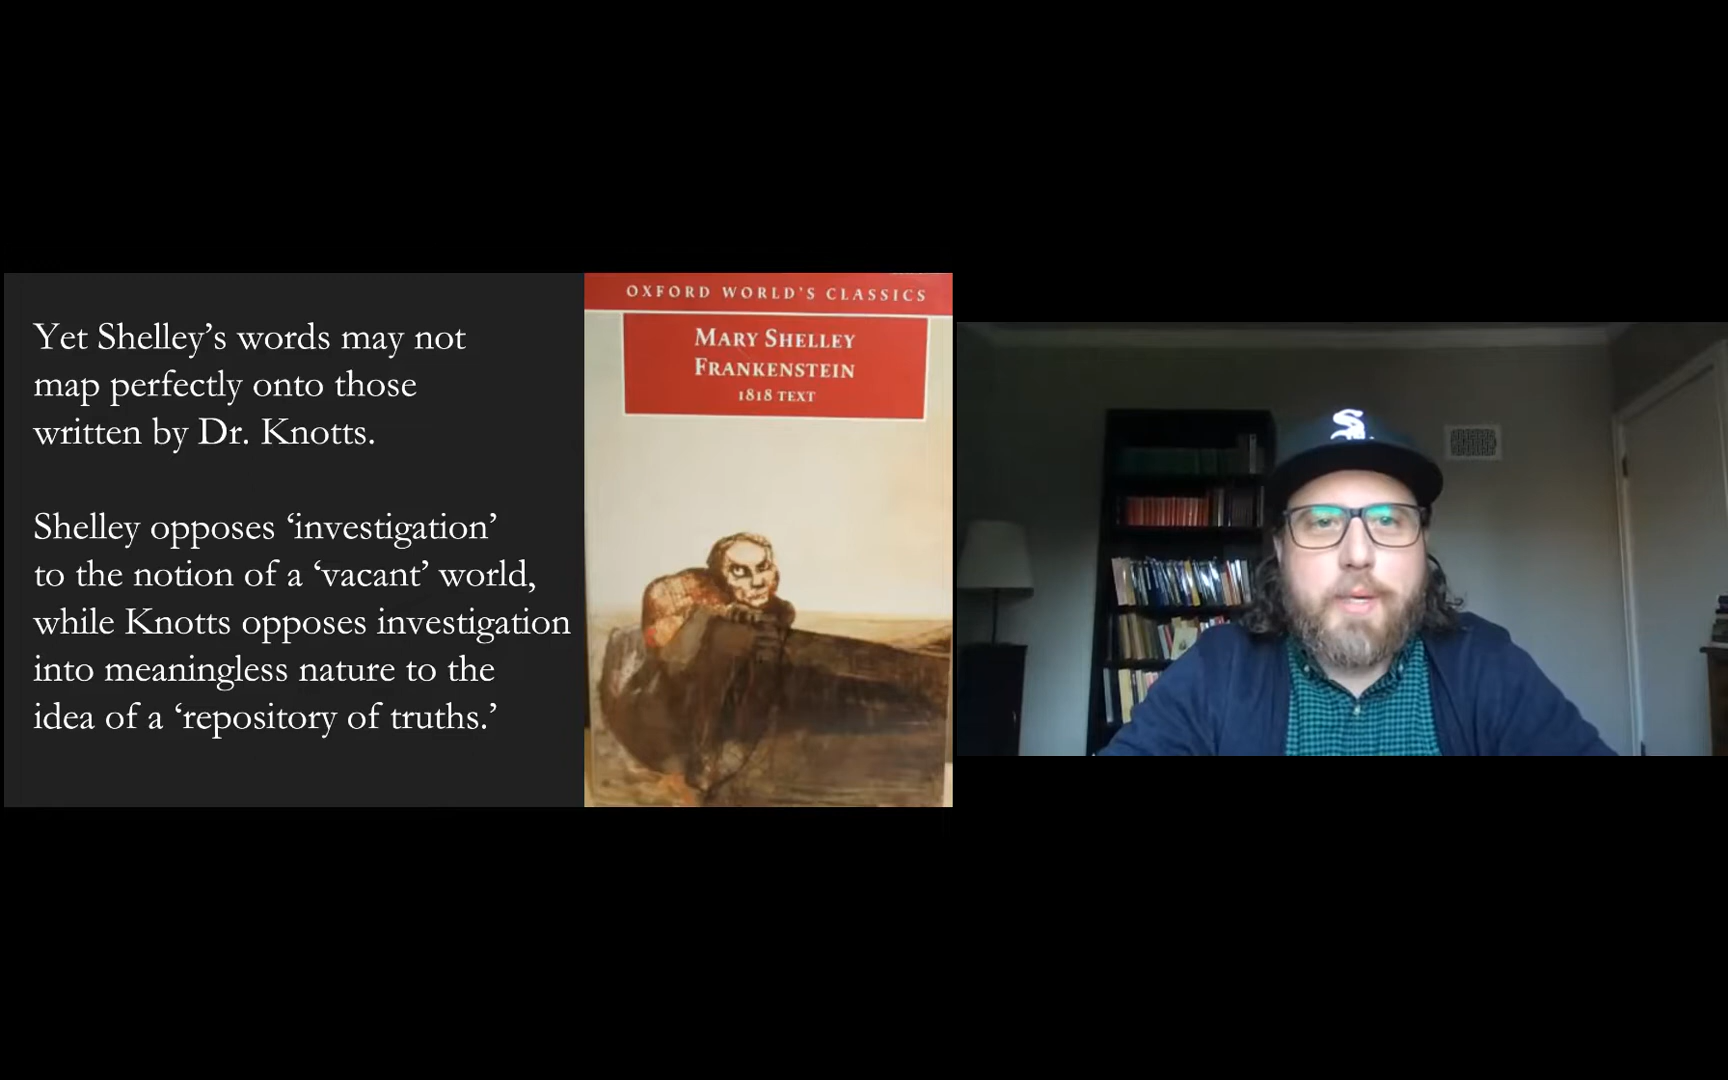 Yet Shelley’s words may not
map perfectly onto those
written by Dr. Knotts.
Shelley opposes ‘investigation’
to the notion of a ‘vacant’ world,
while Knotts opposes investigation
into meaningless nature to the
idea of a ‘repository of truths.’
OXFORD WORLD’S CLASSICS
MARY SHELLEY
FRANKENSTEIN
1818 TEXT